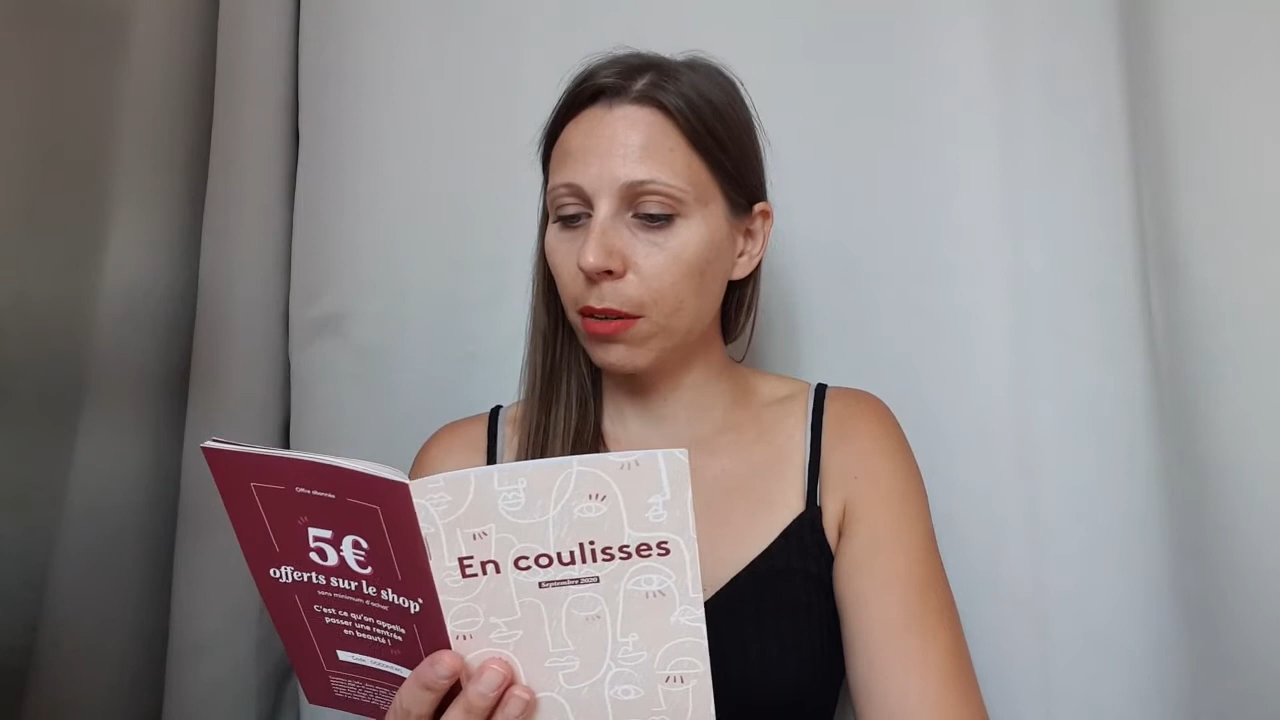 Offre abonnée
5€
offerts sur le shop*
sans minimum d'achat
C'est ce qu'on appelle
passer une rentrée
en beauté !
Code
En coulisses
Septembre 2020